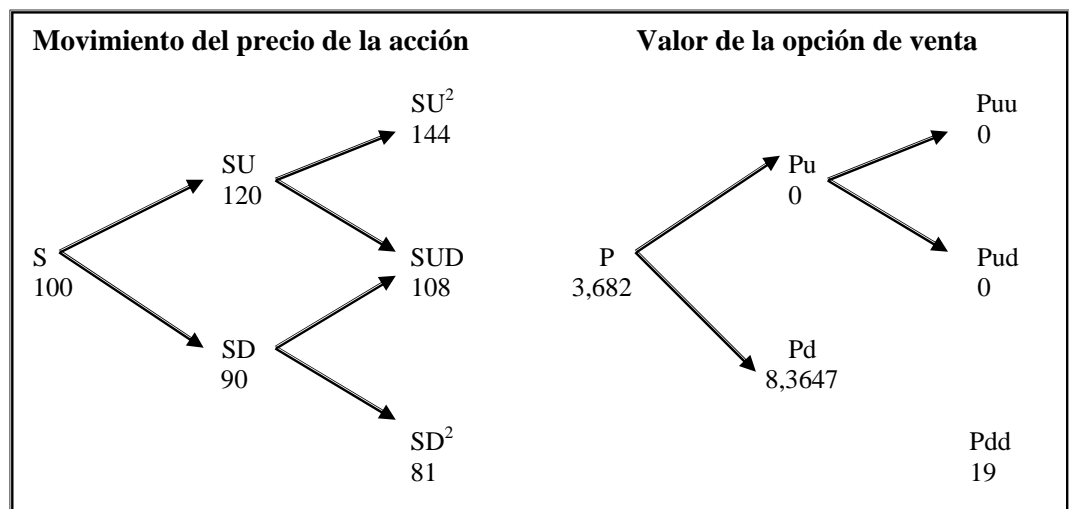 Movimiento del precio de la acción
Valor de la opción de venta
SU²
144
SU
120
S
100
SUD
108
SD
90
SD²
81
Puu
0
Pu
0
P
3,682
Pud
0
Pd
8,3647
Pdd
19